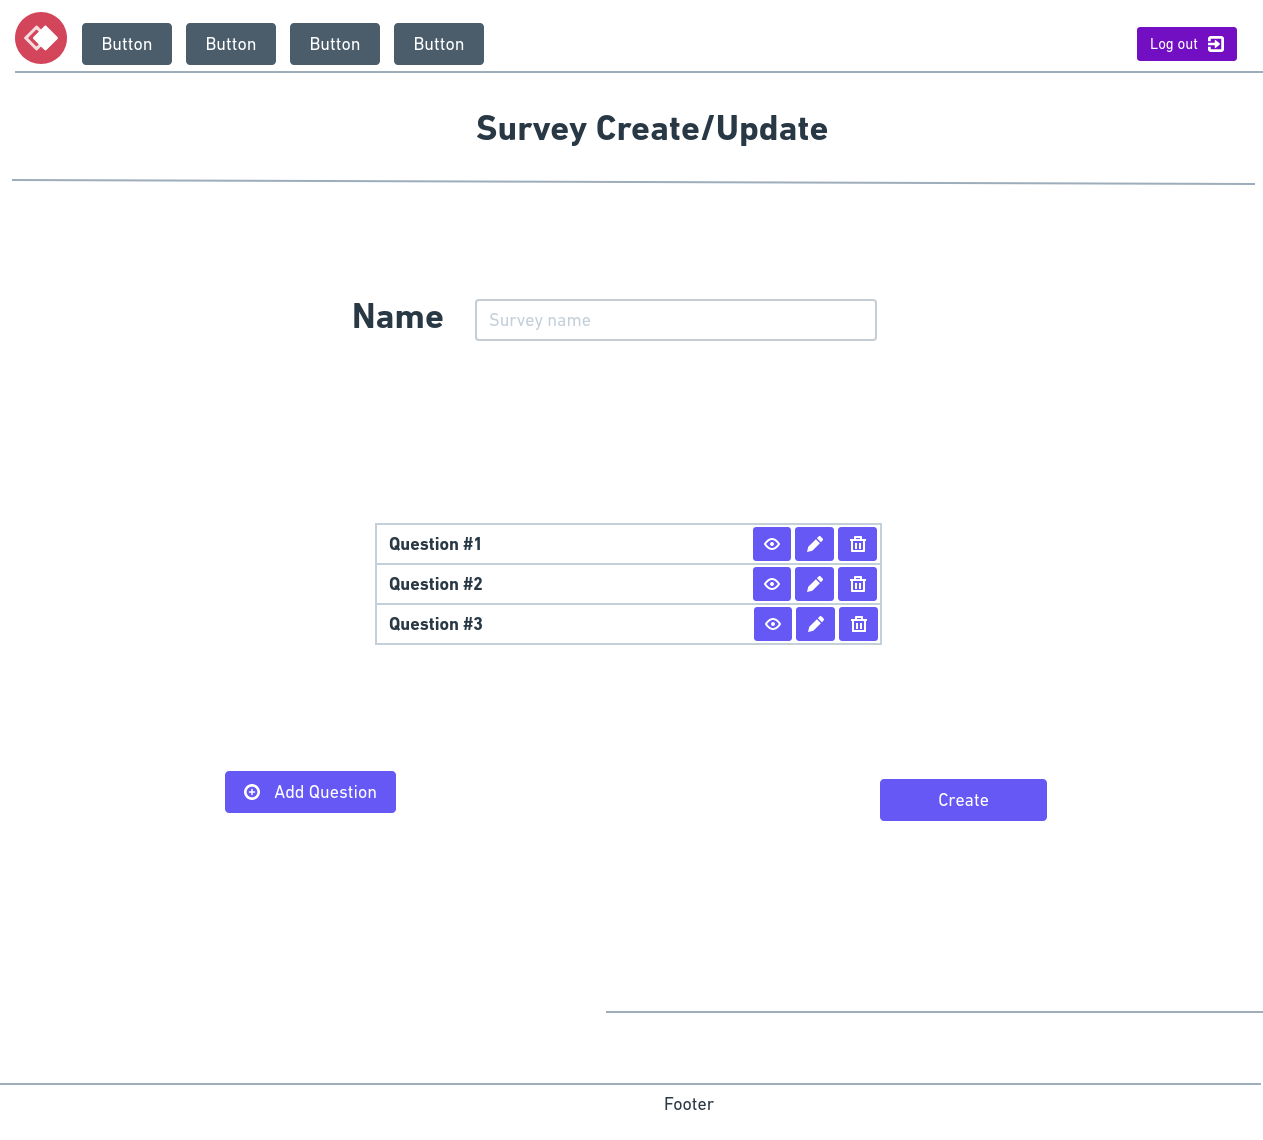 Button Button Button Button Log out
Survey Create/Update
Name Survey name
Question #1
Question #2
Question #3
Add Question
Create
Footer